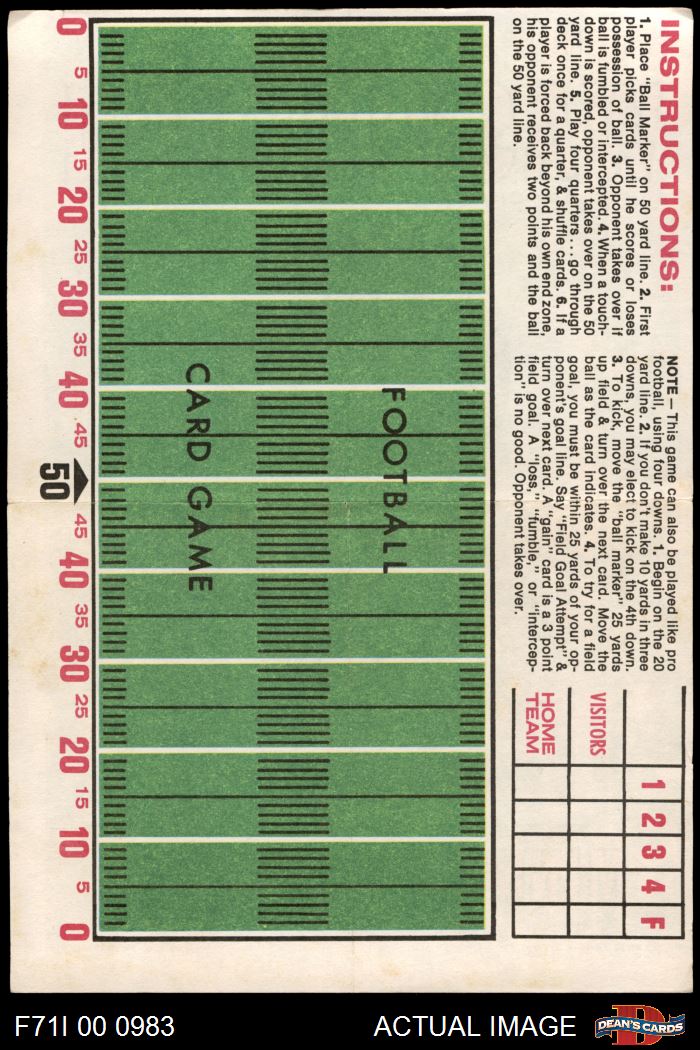 INSTRUCTIONS:
1. Place "Ball Marker" on 50 yard line. 2. First
player picks cards until he scores or loses
possession of ball. 3. Opponent takes over if
ball is fumbled or intercepted. 4. When a touch-
down is scored, opponent takes over on the 50
yard line. 5. Play four quarters . . . go through
deck once for a quarter, & shuffle cards. 6. If a
player is forced back beyond his own end zone,
his opponent receives two points and the ball
on the 50 yard line.
NOTE — This game can also be played like pro
football, using four downs. 1. Begin on the 20
yard line. 2. If you don't make 10 yards in three
downs, you may elect to kick on the 4th down.
3. To kick, move the "ball marker" 25 yards
up field & turn over the next card. Move the
ball as the card indicates. 4. To try for a field
goal, you must be within 25 yards of your op-
ponent's goal line. Say "Field Goal Attempt" &
turn over next card. A "gain" card is a 3 point
field goal. A "loss," "fumble," or "intercep-
tion" is no good. Opponent takes over.
1 2 3 4 F
VISITORS
HOME
TEAM
FOOTBALL
CARD GAME
0 5 10 15 20 25 30 35 40 45 50 45 40 35 30 25 20 15 10 5 0
F71I 00 0983
ACTUAL IMAGE
D
DEAN'S CARDS